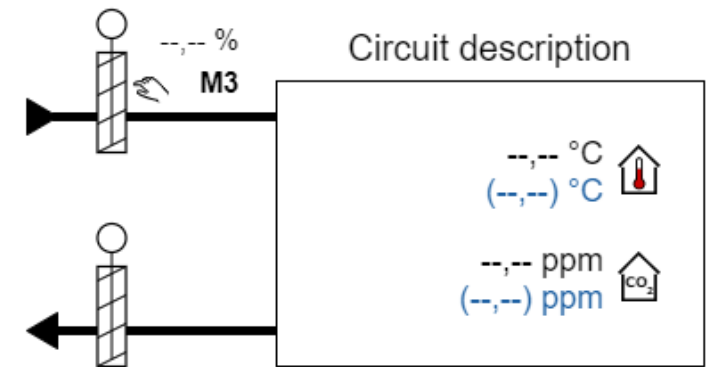 --,-- %
M3
Circuit description
--,-- °C
(--,--) °C
--,-- ppm
(--,--) ppm
CO₂